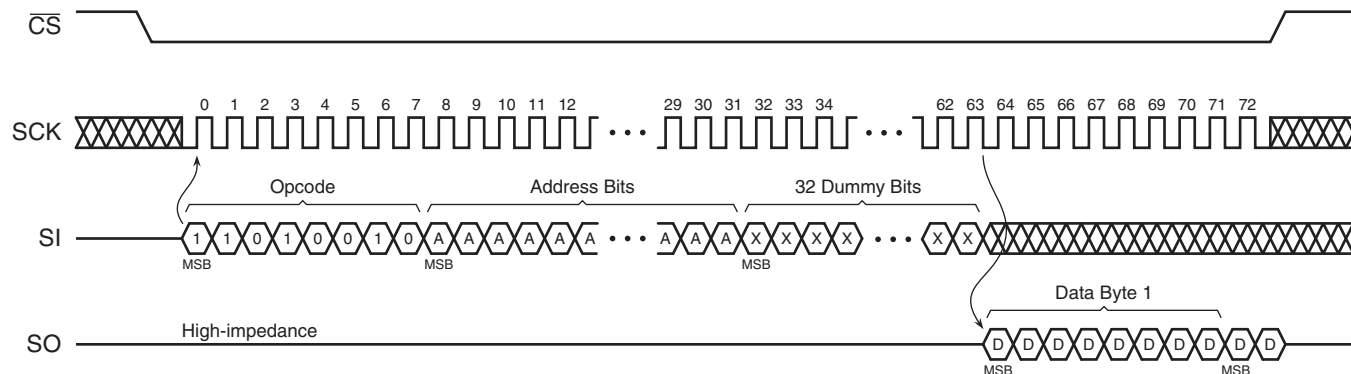 CS
0 1 2 3 4 5 6 7 8 9 10 11 12 29 30 31 32 33 34 62 63 64 65 66 67 68 69 70 71 72
SCK
Opcode Address Bits 32 Dummy Bits
SI 1 1 0 1 0 0 1 0 A A A A A A A A A X X X X X X
MSB MSB MSB
Data Byte 1
High-impedance
SO D D D D D D D D D D
MSB MSB